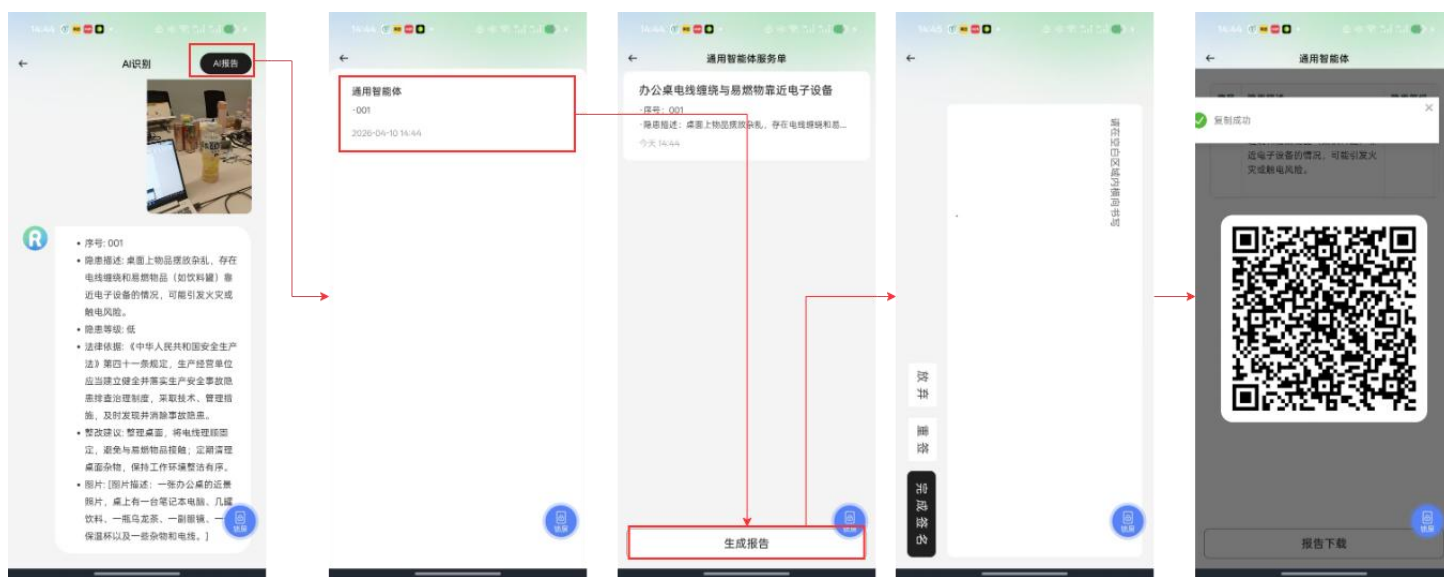 14:44
AI识别
AI报告
• 序号: 001
• 隐患描述: 桌面上物品摆放杂乱、存在
电线缠绕和易燃物品（如饮料罐）靠
近电子设备的情况，可能引发火灾或
触电风险。
• 隐患等级: 低
• 法律依据: 《中华人民共和国安全生产
法》第四十一条规定，生产经营单位
应当建立健全并落实生产安全事故隐
患排查治理制度，采取技术、管理措
施，及时发现并消除事故隐患。
• 整改建议: 整理桌面，将电线理顺固
定，避免与易燃物品接触；定期清理
桌面杂物，保持工作环境整洁有序。
• 图片: [图片描述：一张办公桌的近景
照片，桌上有一台笔记本电脑、几罐
饮料、一瓶乌龙茶、一副眼镜、一
保温杯以及一些杂物和电线。]
14:44
通用智能体
-001
2026-04-10 14:44
14:44
通用智能体服务单
办公桌电线缠绕与易燃物靠近电子设备
-序号：001
-隐患描述：桌面上物品摆放杂乱、存在电线缠绕和易...
今天 14:44
生成报告
请在空白区域内横向书写
放弃
重签
完成签名
14:44
通用智能体
复制成功
近电子设备的情况，可能引发火
灾或触电风险。
报告下载